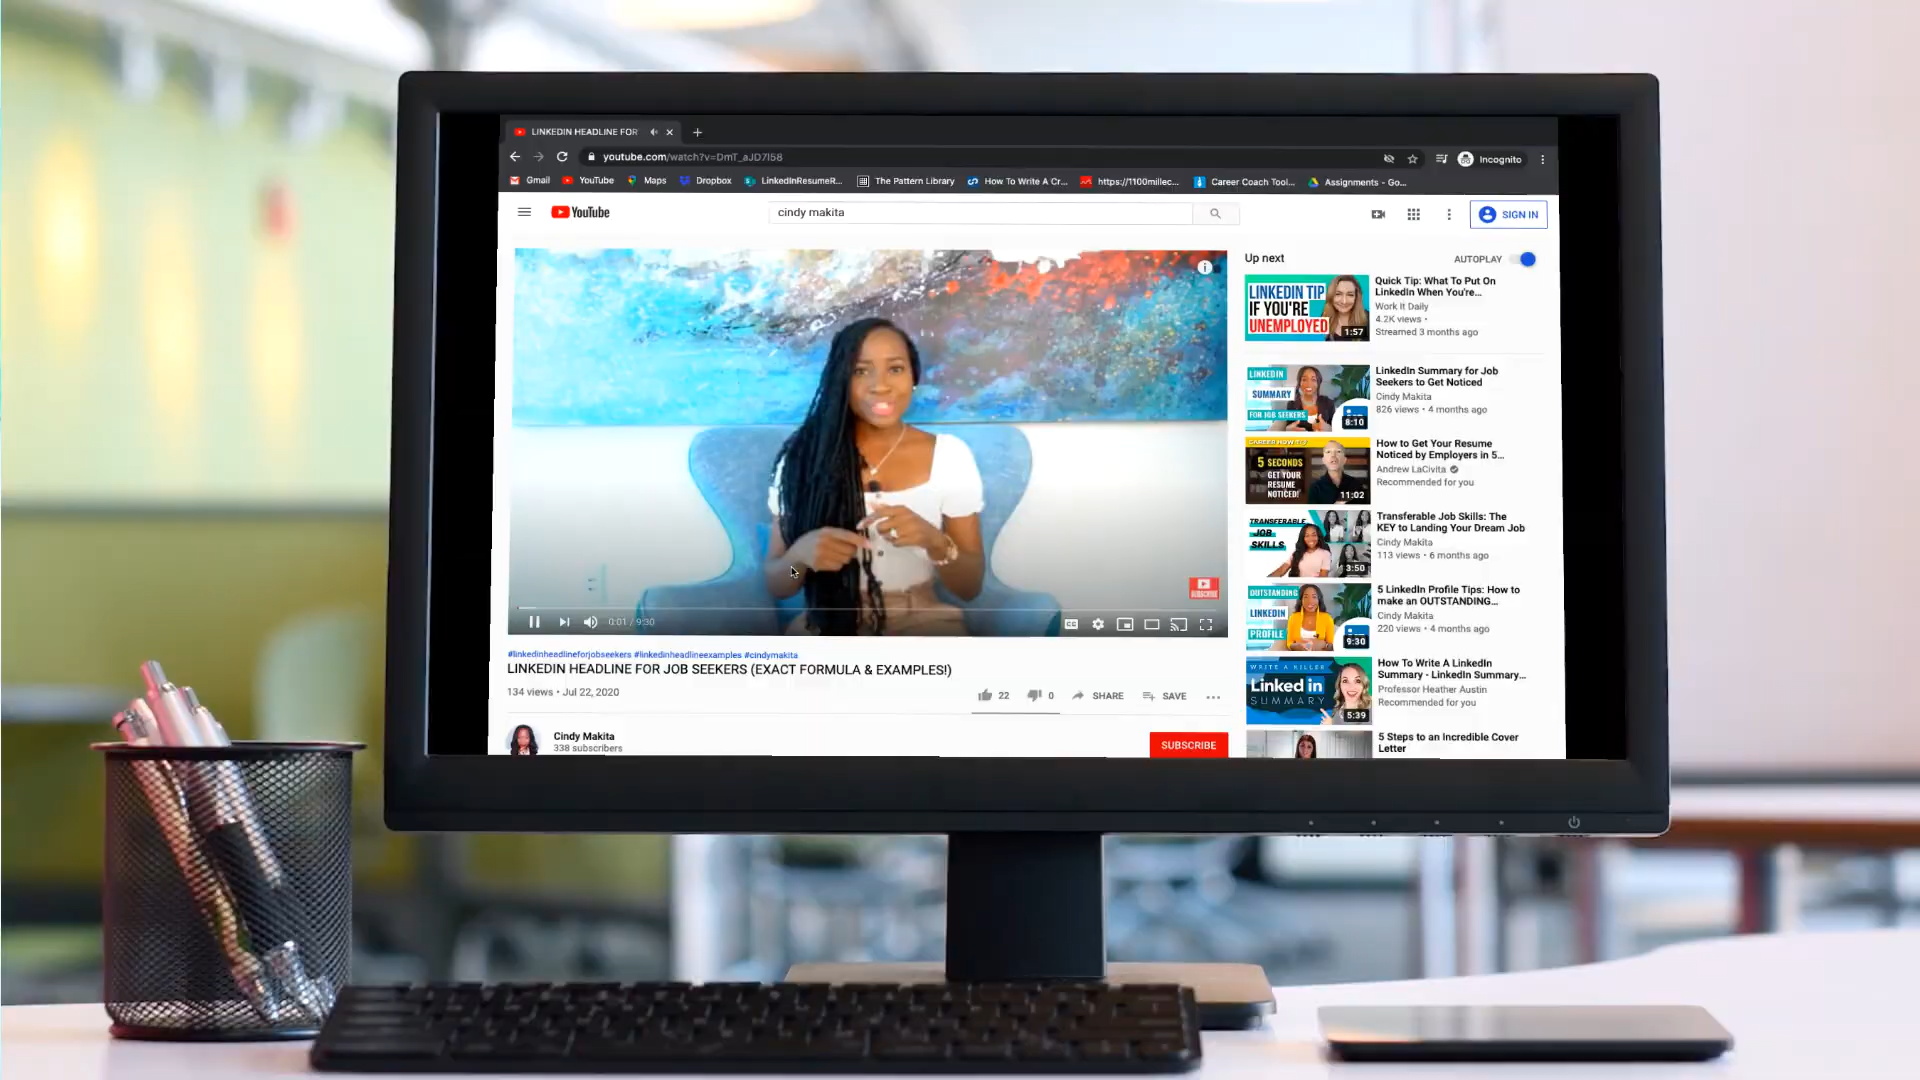 LINKEDIN HEADLINE FOR
youtube.com/watch?v=DmT_aJD7l58
Incognito
Gmail
YouTube
Maps
Dropbox
LinkedInResumeR...
The Pattern Library
How To Write A Cr...
https://1100millec...
Career Coach Tool...
Assignments - Go...
YouTube
cindy makita
SIGN IN
SUBSCRIBE
0:01 / 9:30
CC
#linkedinheadlineforjobseekers #linkedinheadlineexamples #cindymakita
LINKEDIN HEADLINE FOR JOB SEEKERS (EXACT FORMULA & EXAMPLES!)
134 views • Jul 22, 2020
22
0
SHARE
SAVE
Cindy Makita
338 subscribers
SUBSCRIBE
Up next
AUTOPLAY
LINKEDIN TIP
IF YOU'RE
UNEMPLOYED
1:57
Quick Tip: What To Put On
LinkedIn When You're...
Work It Daily
4.2K views •
Streamed 3 months ago
LINKEDIN
SUMMARY
FOR JOB SEEKERS
8:10
LinkedIn Summary for Job
Seekers to Get Noticed
Cindy Makita
826 views • 4 months ago
5 SECONDS
GET YOUR
RESUME
NOTICED!
11:02
How to Get Your Resume
Noticed by Employers in 5...
Andrew LaCivita
Recommended for you
TRANSFERABLE
JOB
SKILLS
3:50
Transferable Job Skills: The
KEY to Landing Your Dream Job
Cindy Makita
113 views • 6 months ago
OUTSTANDING
LINKEDIN
PROFILE
9:30
5 LinkedIn Profile Tips: How to
make an OUTSTANDING...
Cindy Makita
220 views • 4 months ago
WRITE A KILLER
Linked in
SUMMARY
5:39
How To Write A LinkedIn
Summary - LinkedIn Summary...
Professor Heather Austin
Recommended for you
5 Steps to an Incredible Cover
Letter